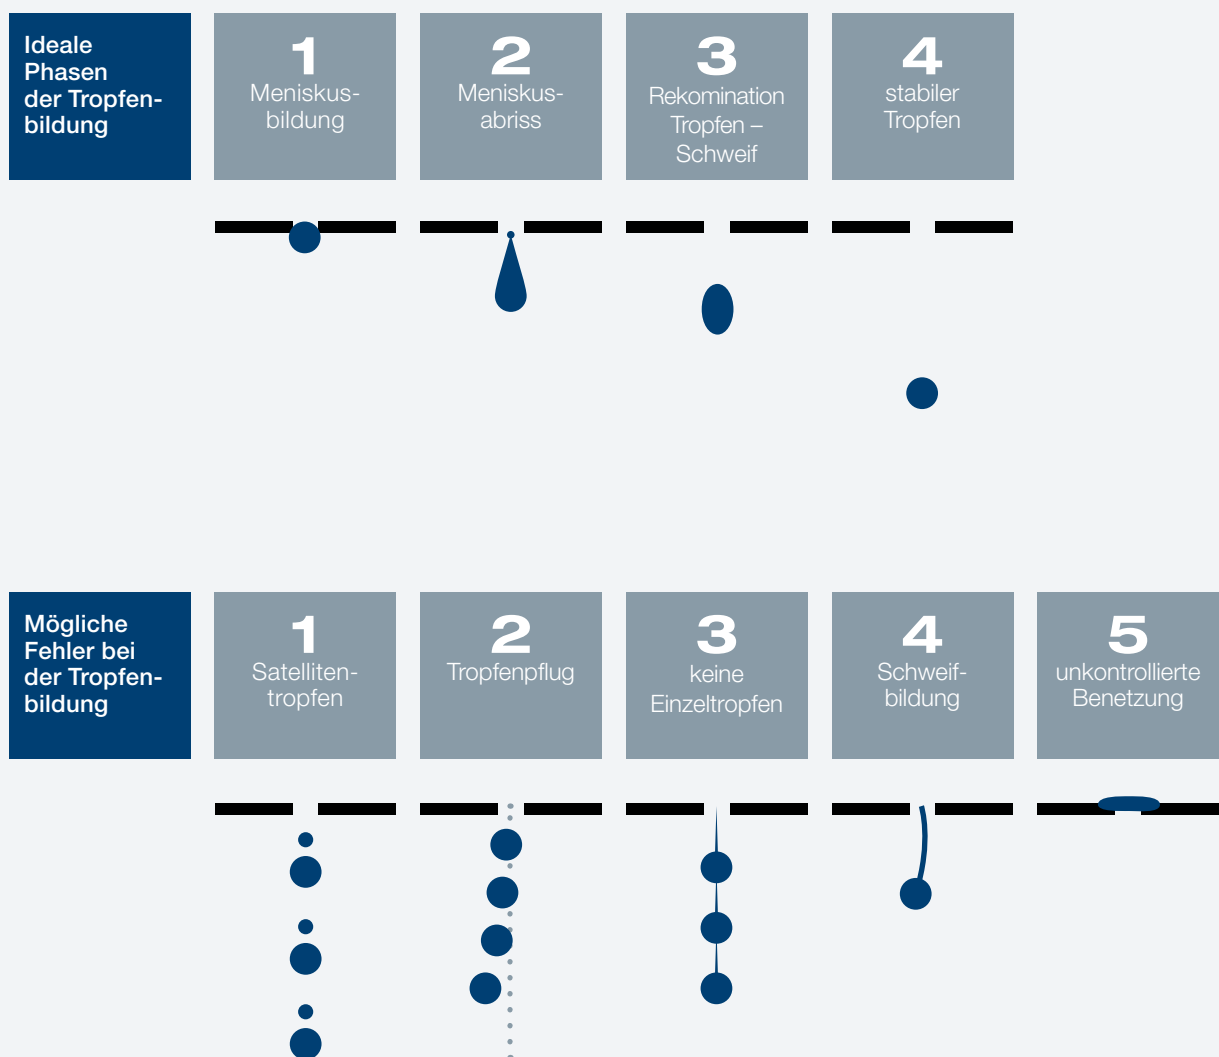 Ideale
Phasen
der Tropfen-
bildung
1
Meniskus-
bildung
2
Meniskus-
abriss
3
Rekomination
Tropfen –
Schweif
4
stabiler
Tropfen
Mögliche
Fehler bei
der Tropfen-
bildung
1
Satelliten-
tropfen
2
Tropfenpflug
3
keine
Einzeltropfen
4
Schweif-
bildung
5
unkontrollierte
Benetzung